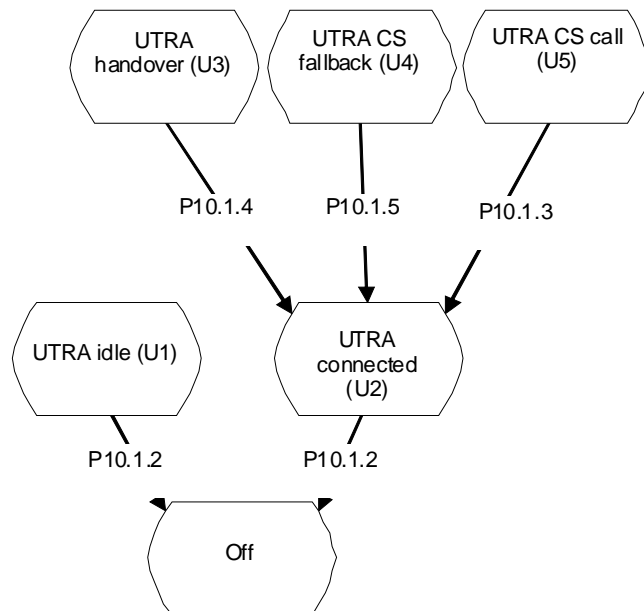 UTRA
handover (U3)
UTRA CS
fallback (U4)
UTRA CS call
(U5)
P10.1.4
P10.1.5
P10.1.3
UTRA idle (U1)
UTRA
connected
(U2)
P10.1.2
P10.1.2
Off